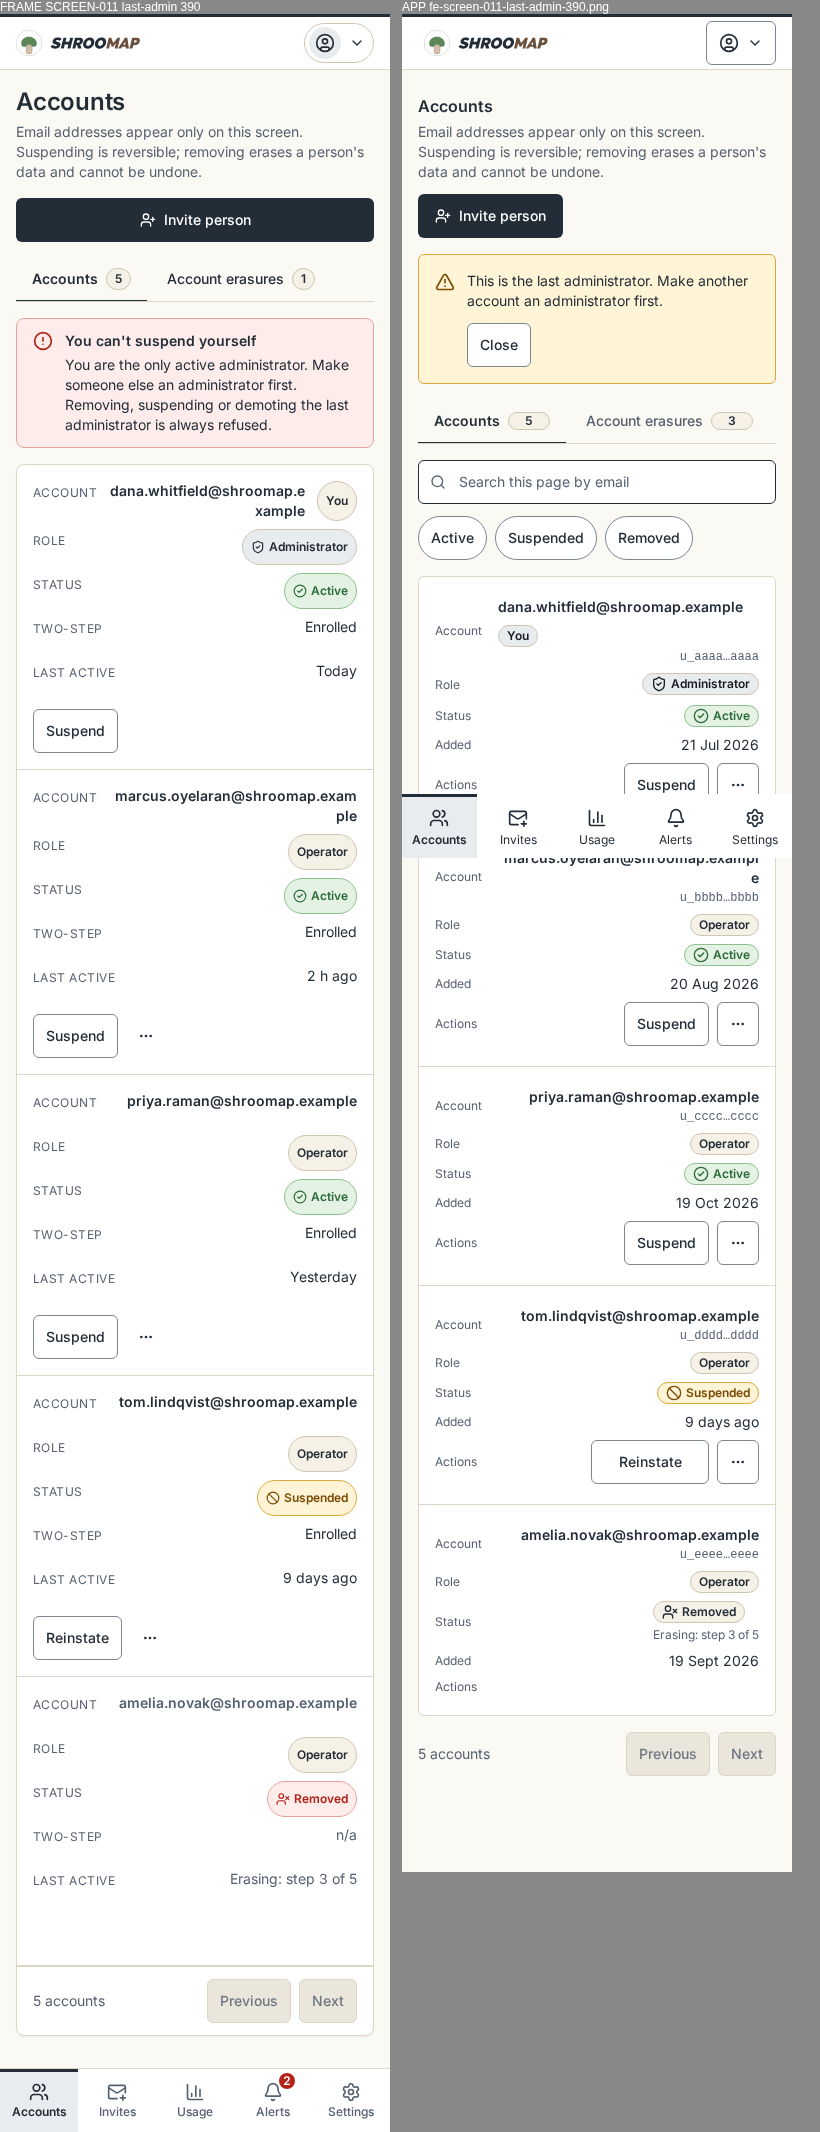 FRAME SCREEN-011 last-admin 390
SHROOMAP
Accounts
Email addresses appear only on this screen.
Suspending is reversible; removing erases a person's
data and cannot be undone.
Invite person
Accounts 5 Account erasures 1
You can't suspend yourself
You are the only active administrator. Make
someone else an administrator first.
Removing, suspending or demoting the last
administrator is always refused.
ACCOUNT dana.whitfield@shroomap.e
xample You
ROLE Administrator
STATUS Active
TWO-STEP Enrolled
LAST ACTIVE Today
Suspend
ACCOUNT marcus.oyelaran@shroomap.exam
ple
ROLE Operator
STATUS Active
TWO-STEP Enrolled
LAST ACTIVE 2 h ago
Suspend ...
ACCOUNT priya.raman@shroomap.example
ROLE Operator
STATUS Active
TWO-STEP Enrolled
LAST ACTIVE Yesterday
Suspend ...
ACCOUNT tom.lindqvist@shroomap.example
ROLE Operator
STATUS Suspended
TWO-STEP Enrolled
LAST ACTIVE 9 days ago
Reinstate ...
ACCOUNT amelia.novak@shroomap.example
ROLE Operator
STATUS Removed
TWO-STEP n/a
LAST ACTIVE Erasing: step 3 of 5
5 accounts Previous Next
2
Accounts Invites Usage Alerts Settings
APP fe-screen-011-last-admin-390.png
SHROOMAP
Accounts
Email addresses appear only on this screen.
Suspending is reversible; removing erases a person's
data and cannot be undone.
Invite person
This is the last administrator. Make another
account an administrator first.
Close
Accounts 5 Account erasures 3
Search this page by email
Active Suspended Removed
dana.whitfield@shroomap.example
Account You
u_aaaa…aaaa
Role Administrator
Status Active
Added 21 Jul 2026
Actions Suspend ...
Accounts Invites Usage Alerts Settings
marcus.oyelaran@shroomap.exampl
Account e
u_bbbb…bbbb
Role Operator
Status Active
Added 20 Aug 2026
Actions Suspend ...
priya.raman@shroomap.example
Account
u_cccc…cccc
Role Operator
Status Active
Added 19 Oct 2026
Actions Suspend ...
tom.lindqvist@shroomap.example
Account
u_dddd…dddd
Role Operator
Status Suspended
Added 9 days ago
Actions Reinstate ...
amelia.novak@shroomap.example
Account
u_eeee…eeee
Role Operator
Status Removed
Erasing: step 3 of 5
Added 19 Sept 2026
Actions
5 accounts Previous Next